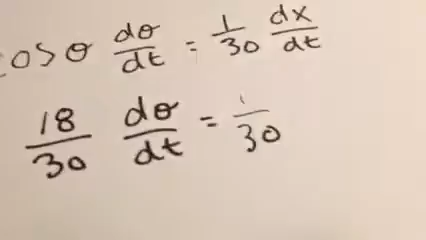 cos θ dθ/dt = 1/30 dx/dt
18/30 dθ/dt = 1/30